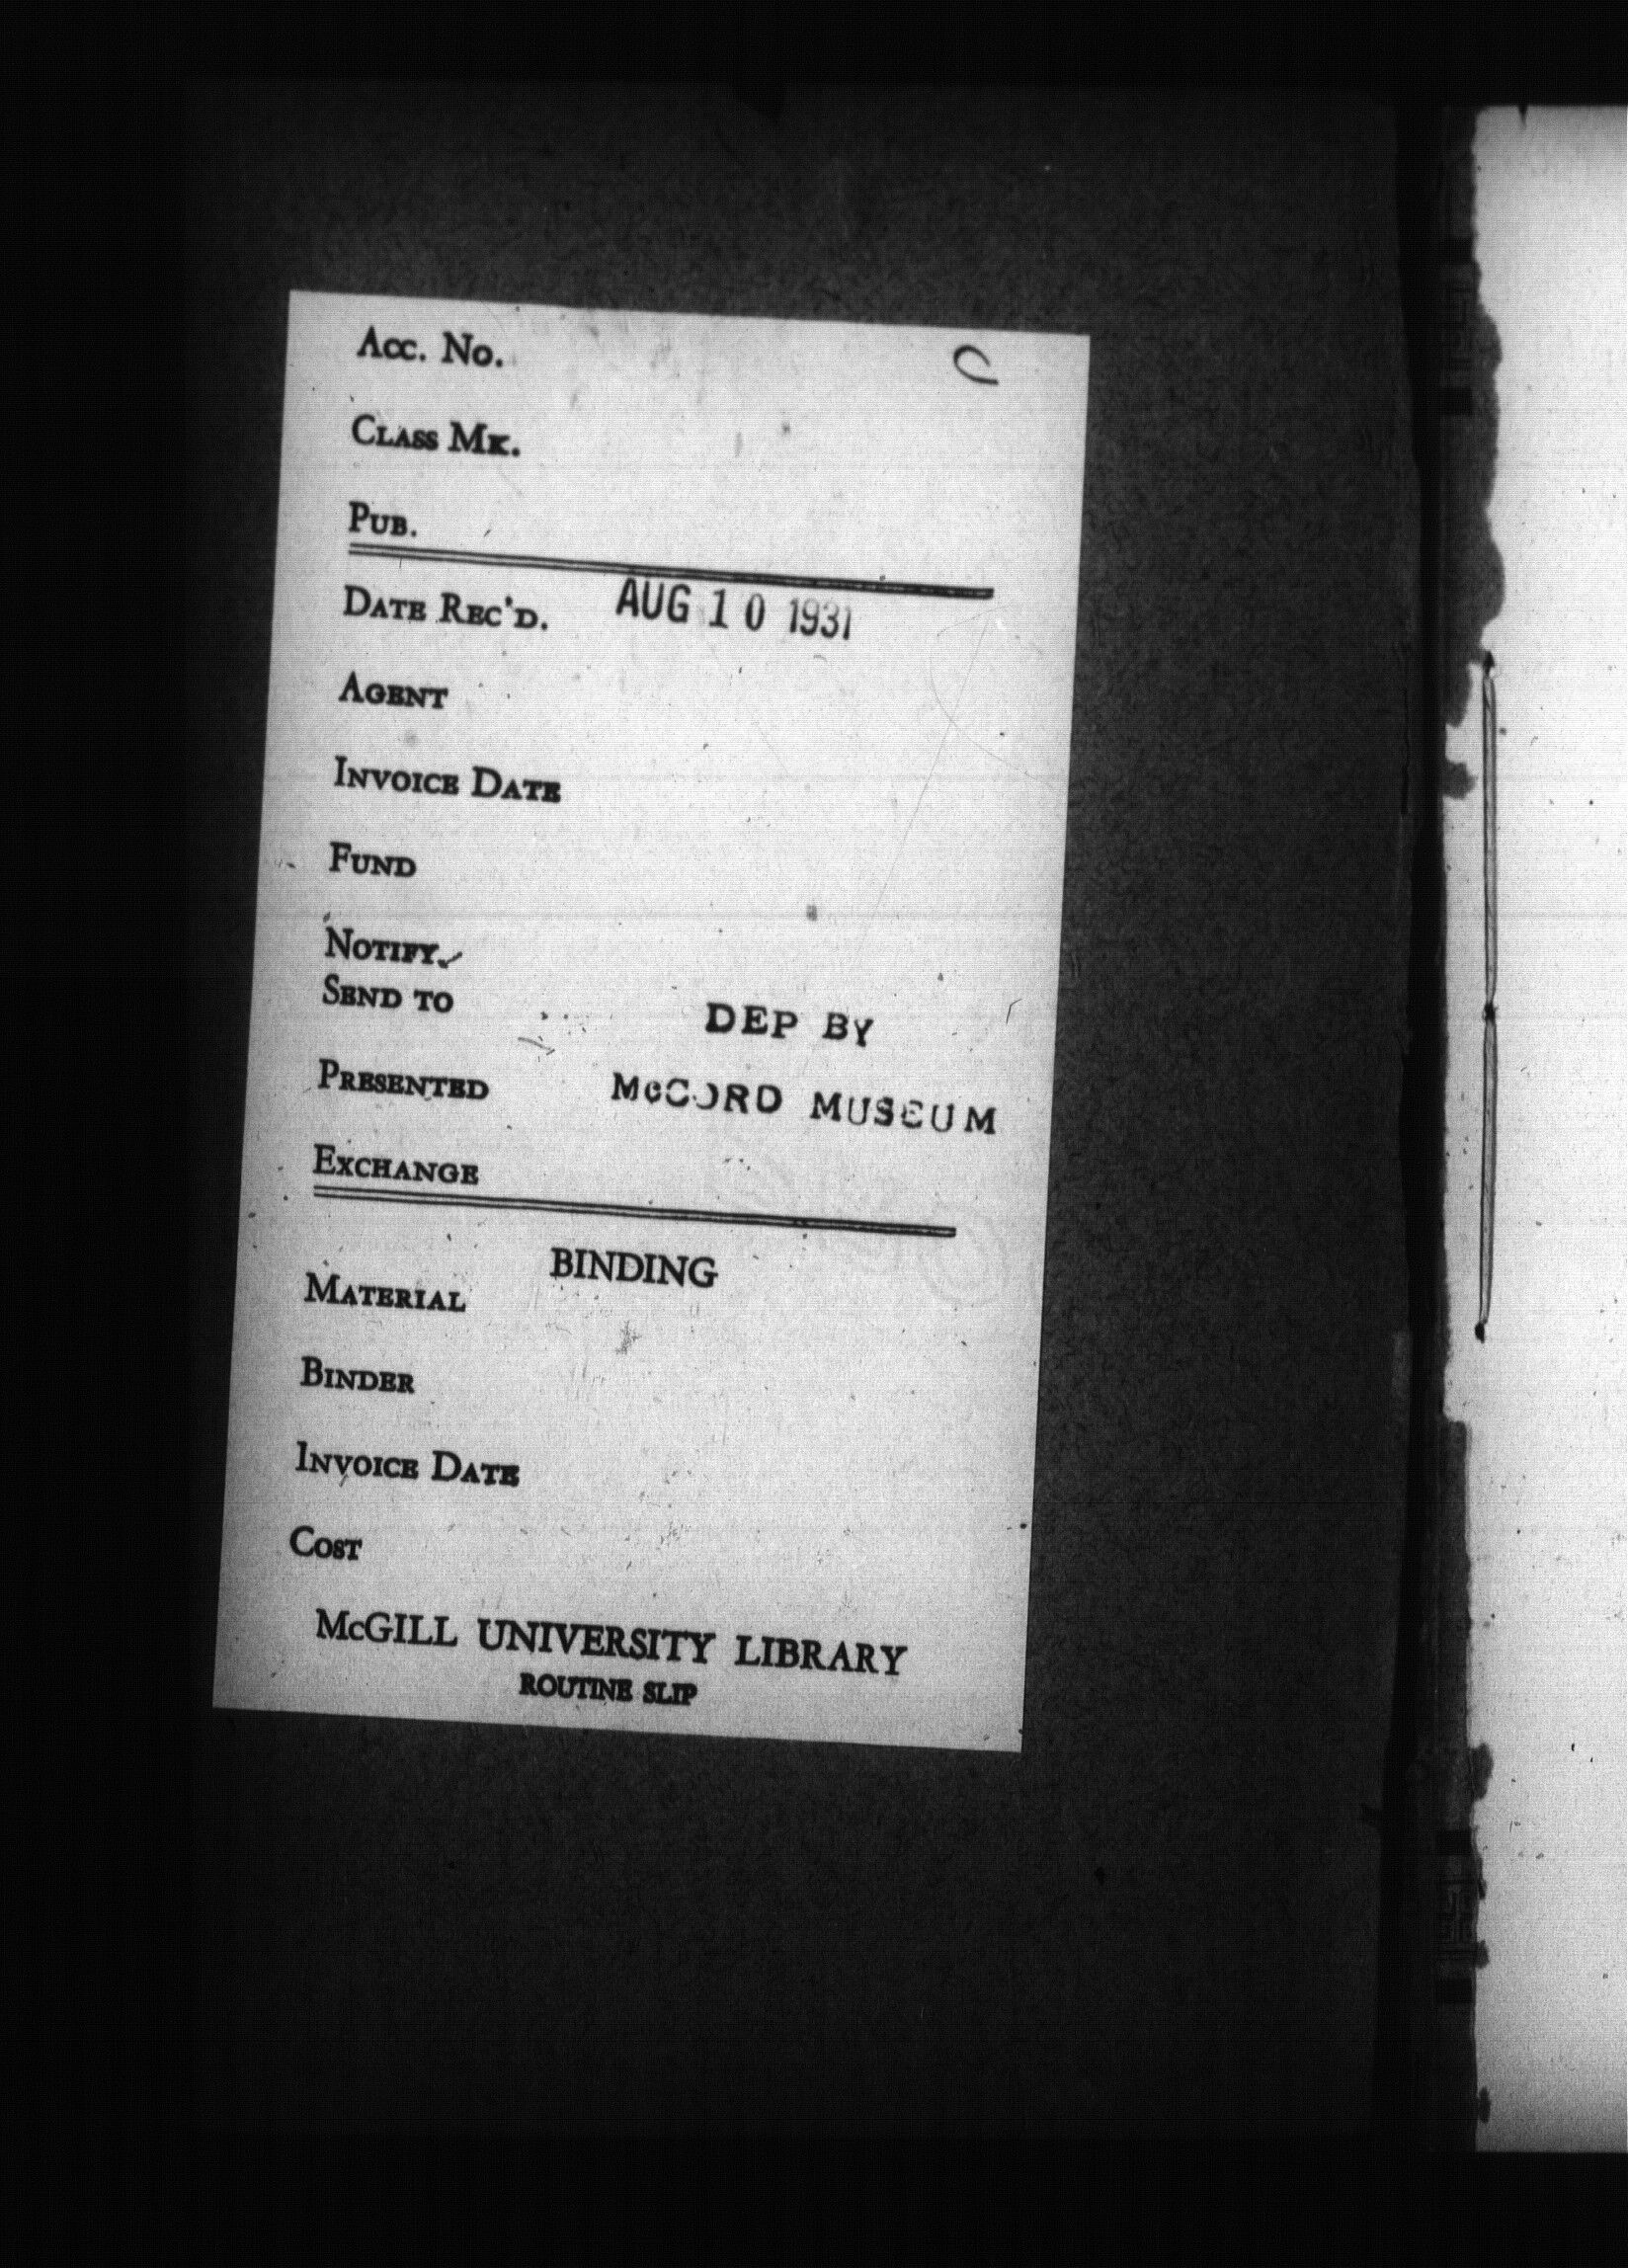 Acc. No.
Class Mk.
Pub.
Date Rec'd. AUG 10 1931
Agent
Invoice Date
Fund
Notify
Send to
DEP BY
Presented McCORD MUSEUM
Exchange
BINDING
Material
Binder
Invoice Date
Cost
McGILL UNIVERSITY LIBRARY
ROUTINE SLIP